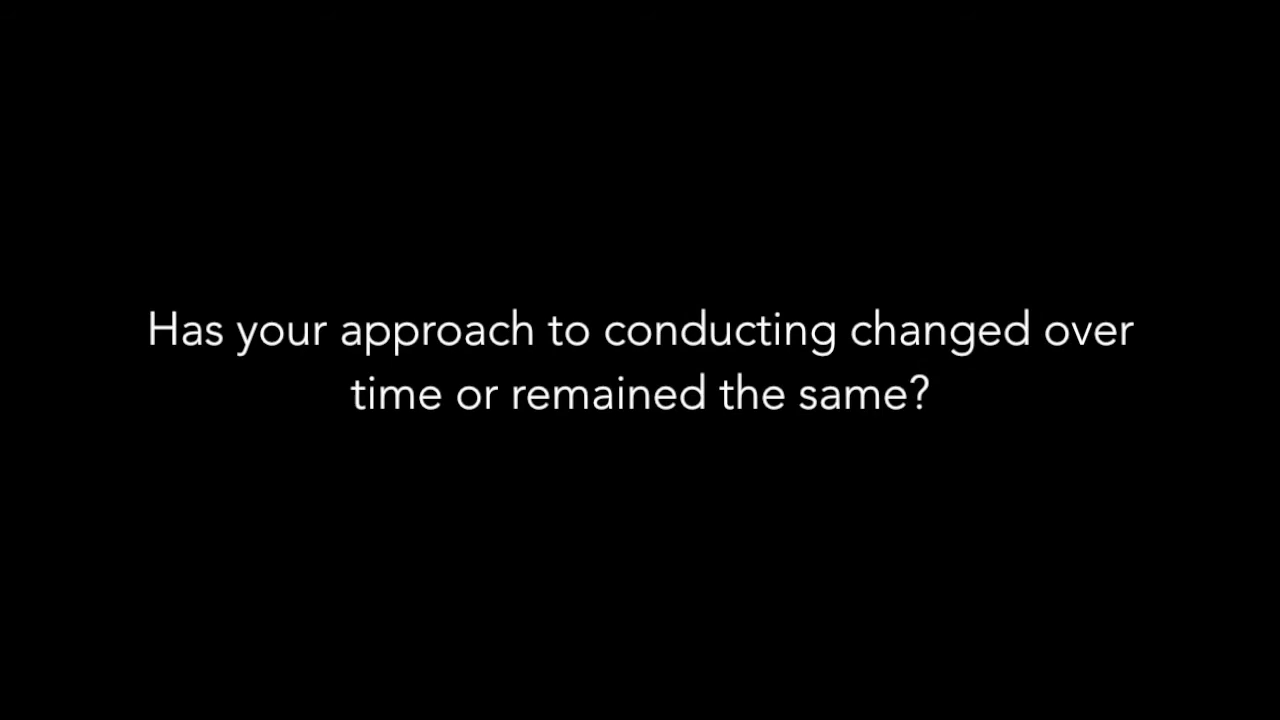 Has your approach to conducting changed over
time or remained the same?